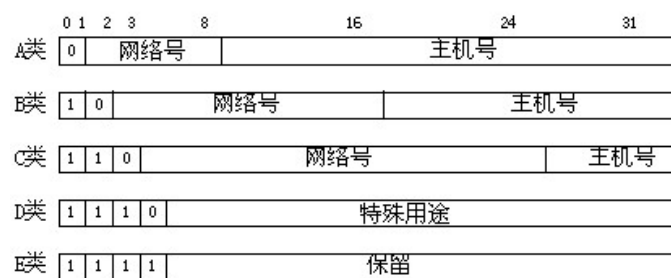 0 1 2 3 8 16 24 31
A类 0 网络号 主机号
B类 1 0 网络号 主机号
C类 1 1 0 网络号 主机号
D类 1 1 1 0 特殊用途
E类 1 1 1 1 保留